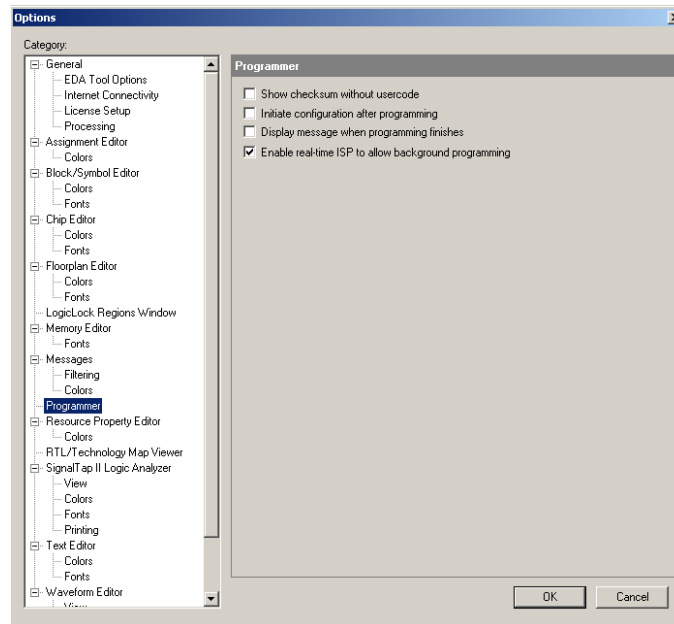 Options
Category:
General
EDA Tool Options
Internet Connectivity
License Setup
Processing
Assignment Editor
Colors
Block/Symbol Editor
Colors
Fonts
Chip Editor
Colors
Fonts
Floorplan Editor
Colors
Fonts
LogicLock Regions Window
Memory Editor
Fonts
Messages
Filtering
Colors
Programmer
Resource Property Editor
Colors
RTL/Technology Map Viewer
SignalTap II Logic Analyzer
View
Colors
Fonts
Printing
Text Editor
Colors
Fonts
Waveform Editor
View
Programmer
Show checksum without usercode
Initiate configuration after programming
Display message when programming finishes
Enable real-time ISP to allow background programming
OK
Cancel